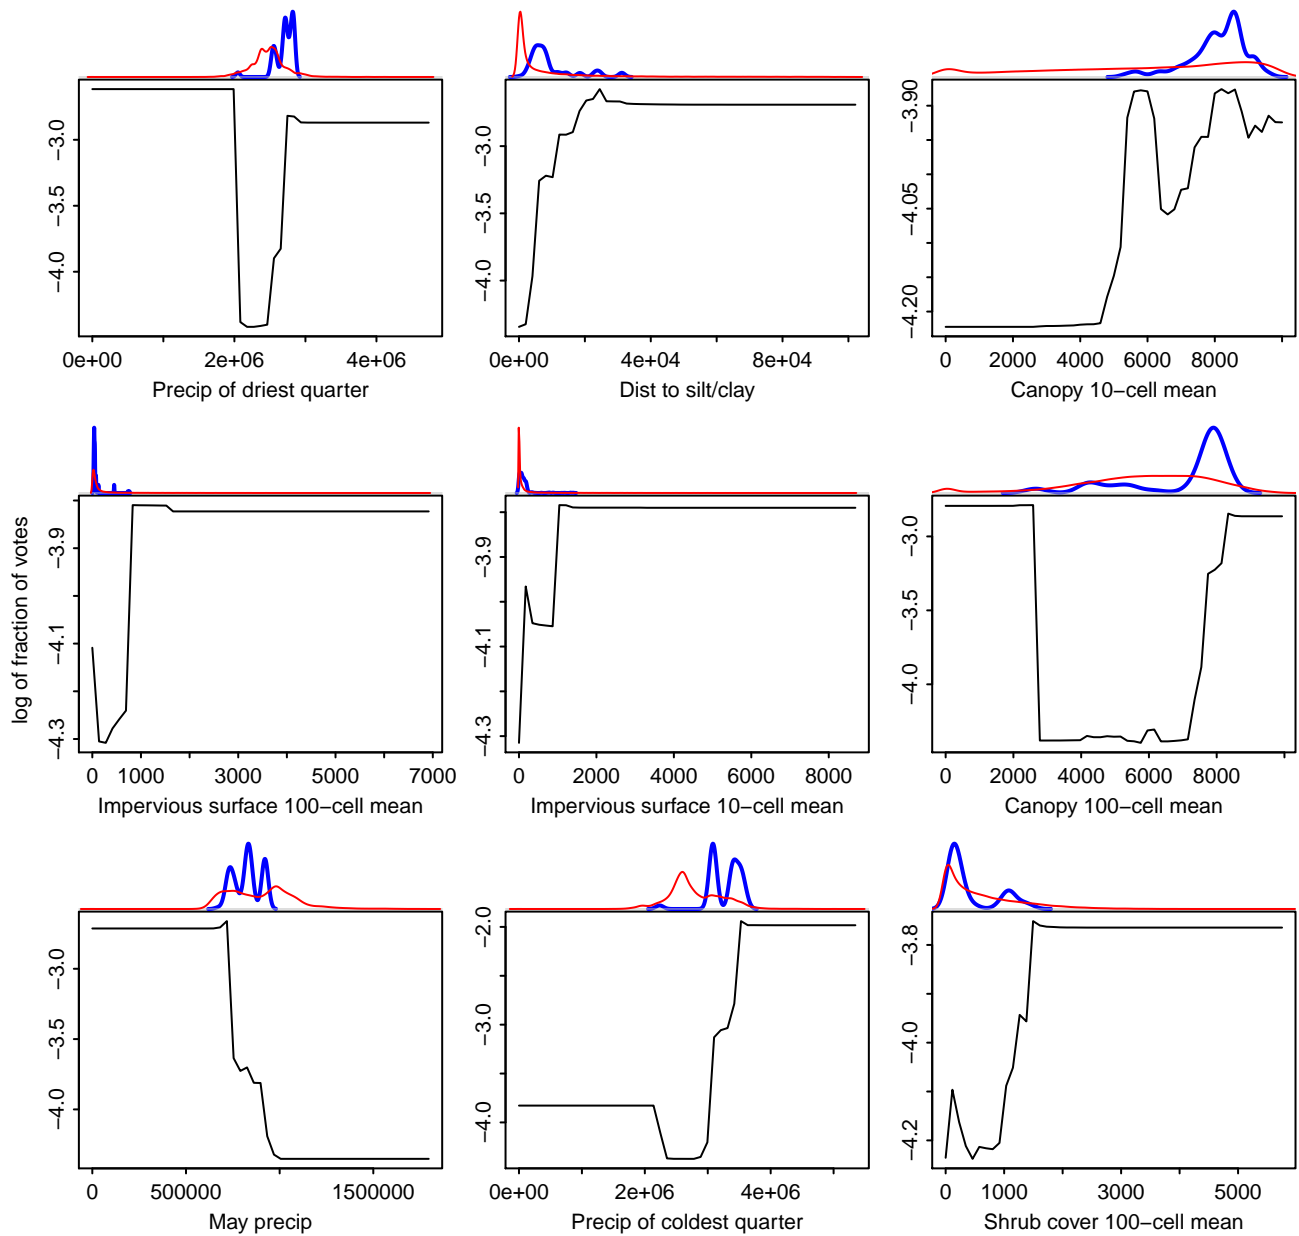 −3.0
−3.5
−4.0
0e+00 2e+06 4e+06
Precip of driest quarter
−3.0
−3.5
−4.0
0e+00 4e+04 8e+04
Dist to silt/clay
−3.90
−4.05
−4.20
0 2000 4000 6000 8000
Canopy 10−cell mean
log of fraction of votes
−3.9
−4.1
−4.3
0 1000 3000 5000 7000
Impervious surface 100−cell mean
−3.9
−4.1
−4.3
0 2000 4000 6000 8000
Impervious surface 10−cell mean
−3.0
−3.5
−4.0
0 2000 4000 6000 8000
Canopy 100−cell mean
−3.0
−3.5
−4.0
0 500000 1500000
May precip
−2.0
−3.0
−4.0
0e+00 2e+06 4e+06
Precip of coldest quarter
−3.8
−4.0
−4.2
0 1000 3000 5000
Shrub cover 100−cell mean